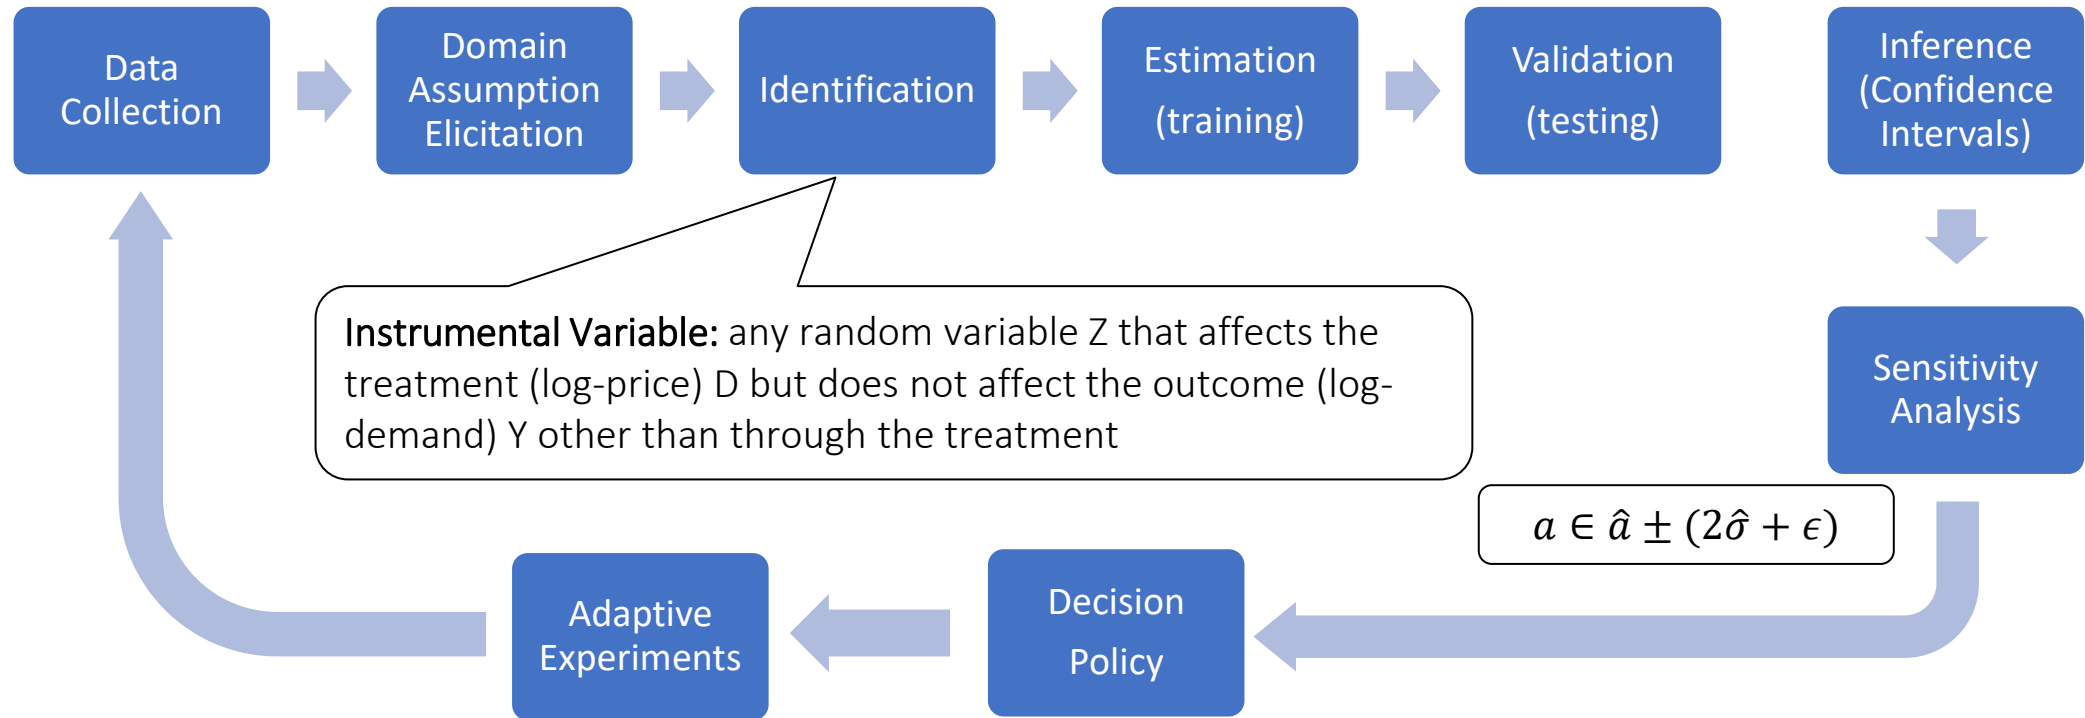 Data
Collection
Domain
Assumption
Elicitation
Identification
Estimation
(training)
Validation
(testing)
Inference
(Confidence
Intervals)
Instrumental Variable: any random variable Z that affects the
treatment (log-price) D but does not affect the outcome (log-
demand) Y other than through the treatment
Sensitivity
Analysis
a ∈ â ± (2σ̂ + ϵ)
Decision
Policy
Adaptive
Experiments